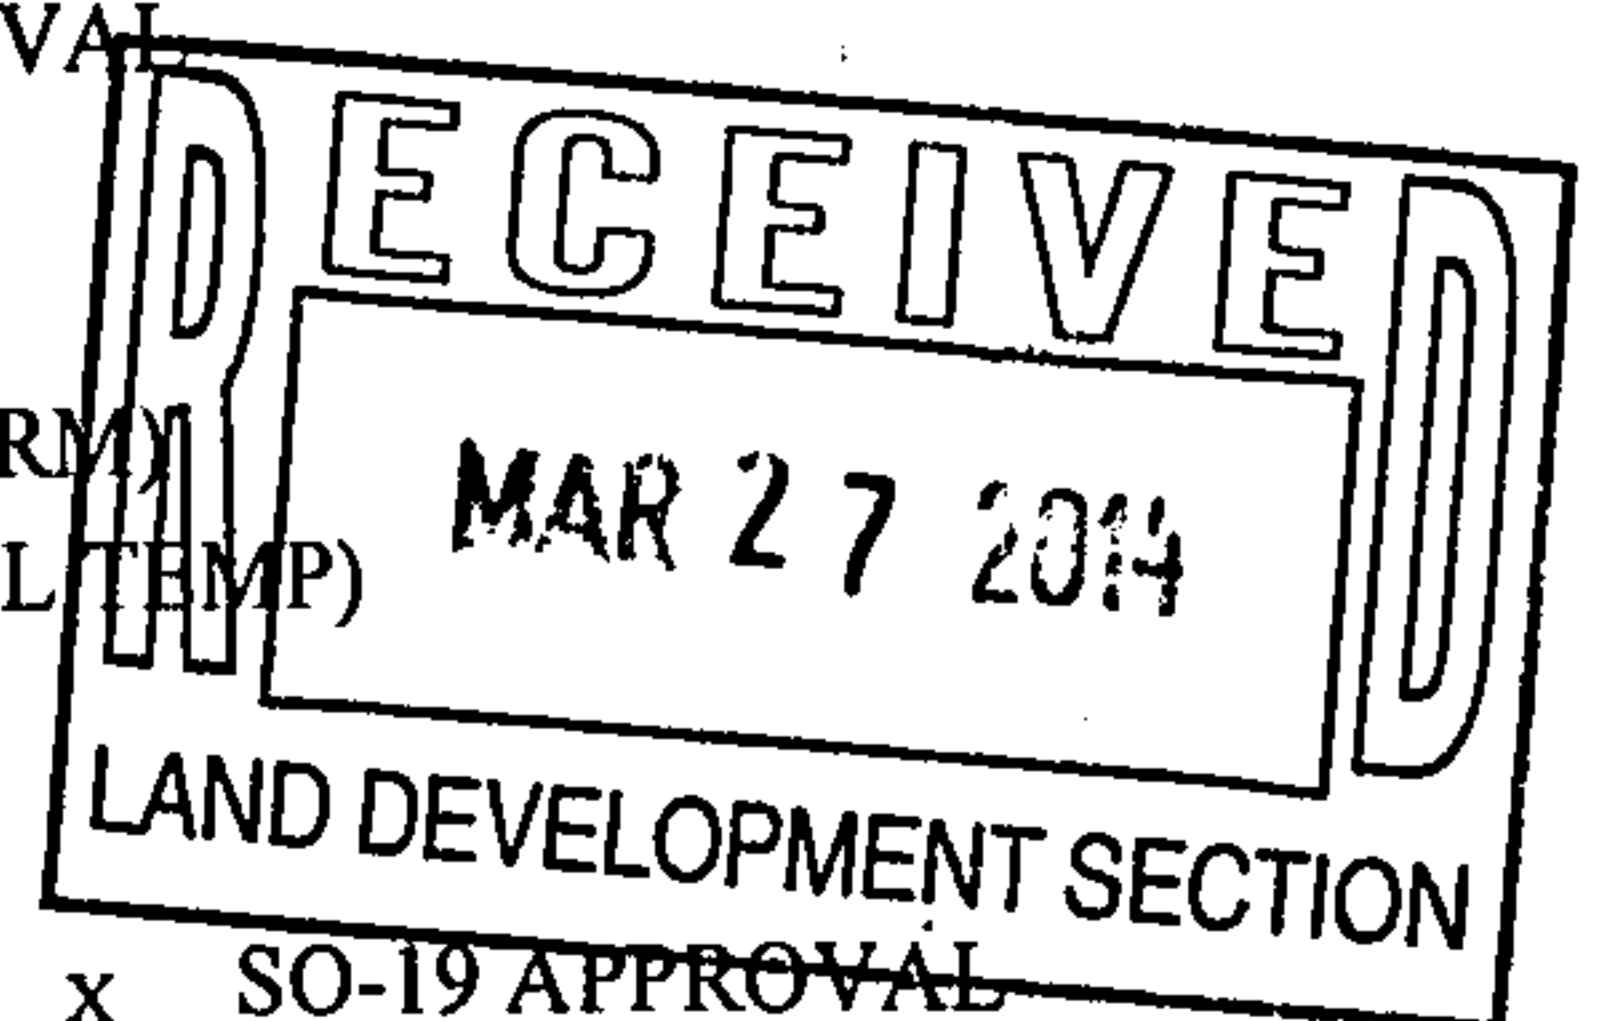 VAL
RECEIVED
RM)
MAR 27 2014
L TEMP)
LAND DEVELOPMENT SECTION
X SO-19 APPROVAL